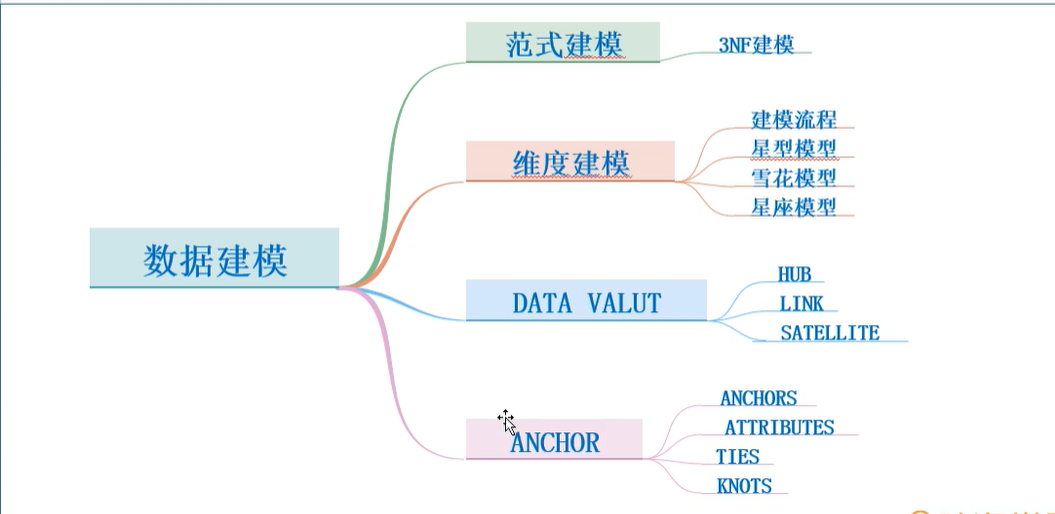 数据建模
范式建模
3NF建模
维度建模
建模流程
星型模型
雪花模型
星座模型
DATA VALUT
HUB
LINK
SATELLITE
ANCHOR
ANCHORS
ATTRIBUTES
TIES
KNOTS